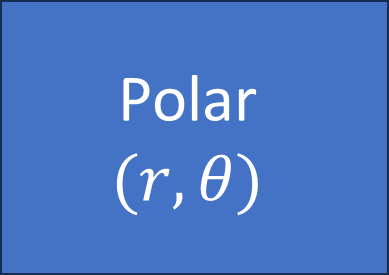 Polar
(𝑟, 𝜃)